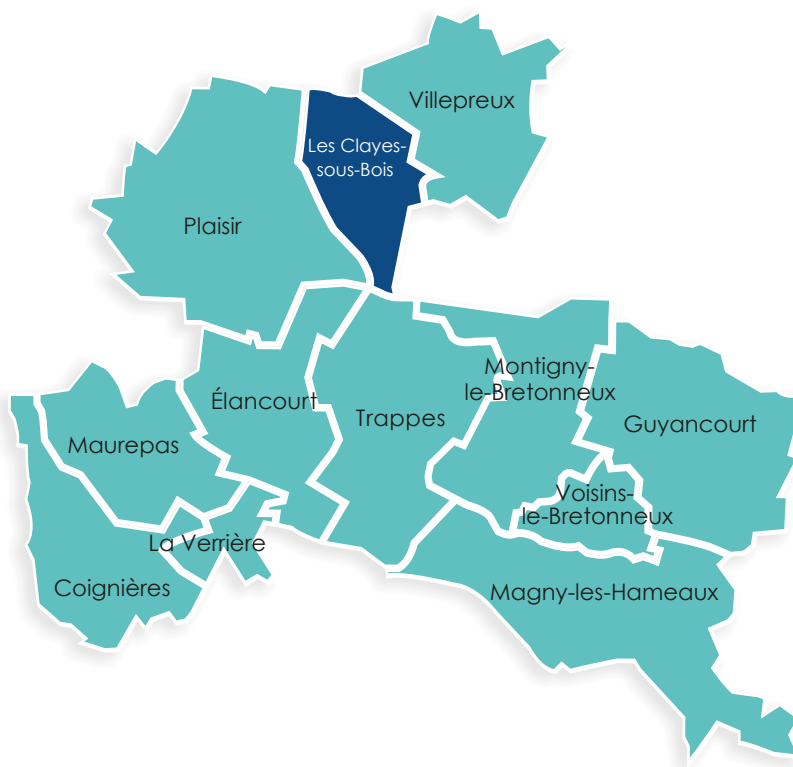 Villepreux
Les Clayes-
sous-Bois
Plaisir
Montigny-
le-Bretonneux
Élancourt
Trappes
Guyancourt
Maurepas
Voisins-
le-Bretonneux
La Verrière
Coignières
Magny-les-Hameaux